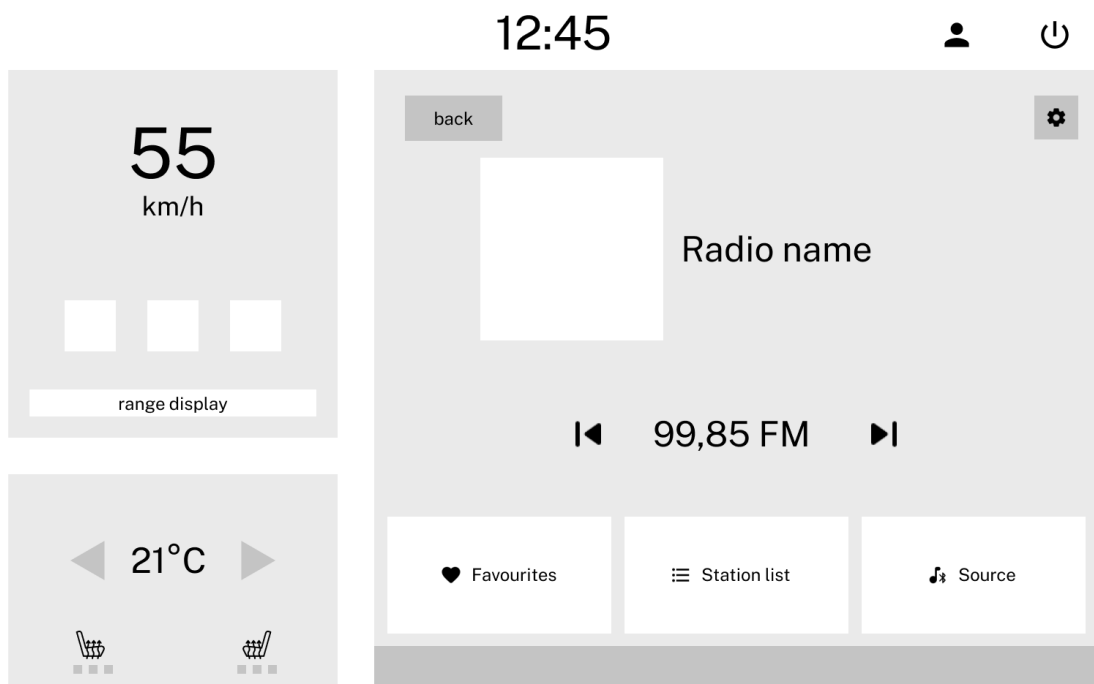 12:45
55
km/h
range display
21°C
back
Radio name
99,85 FM
Favourites
Station list
Source